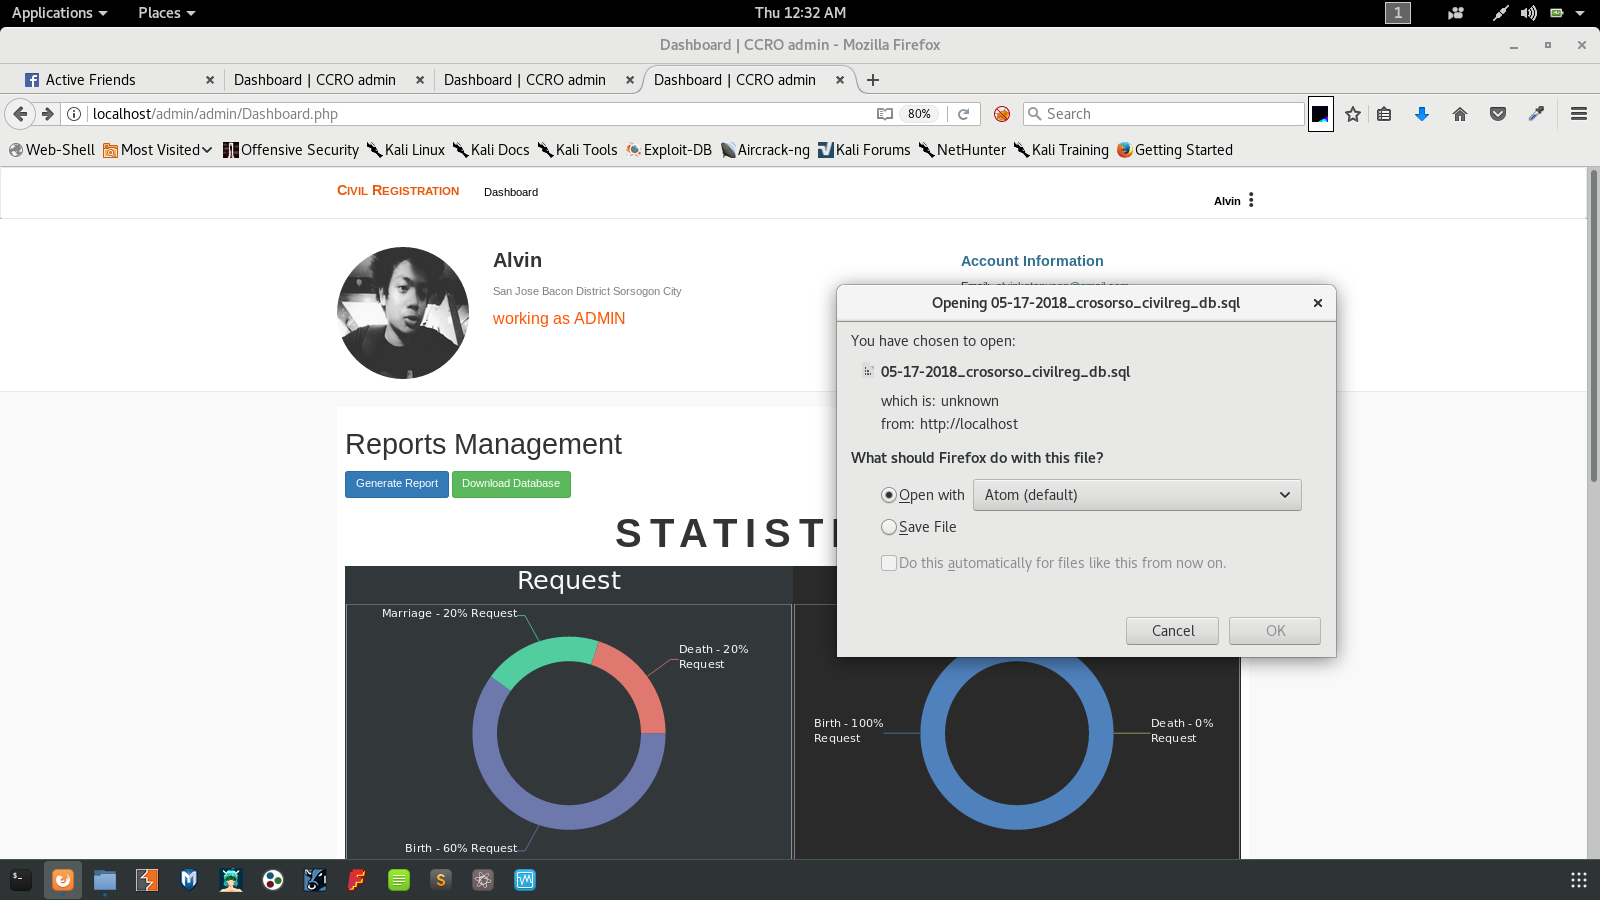 Applications Places Thu 12:32 AM 1
Dashboard | CCRO admin - Mozilla Firefox
Active Friends Dashboard | CCRO admin Dashboard | CCRO admin Dashboard | CCRO admin
localhost/admin/admin/Dashboard.php 80% Search
Web-Shell Most Visited Offensive Security Kali Linux Kali Docs Kali Tools Exploit-DB Aircrack-ng Kali Forums NetHunter Kali Training Getting Started
CIVIL REGISTRATION Dashboard Alvin
Alvin
San Jose Bacon District Sorsogon City
working as ADMIN
Account Information
Reports Management
Generate Report Download Database
STATIST
Request
Marriage - 20% Request
Death - 20%
Request
Birth - 60% Request
Birth - 100%
Request
Death - 0%
Request
Opening 05-17-2018_crosorso_civilreg_db.sql
You have chosen to open:
05-17-2018_crosorso_civilreg_db.sql
which is: unknown
from: http://localhost
What should Firefox do with this file?
Open with Atom (default)
Save File
Do this automatically for files like this from now on.
Cancel OK